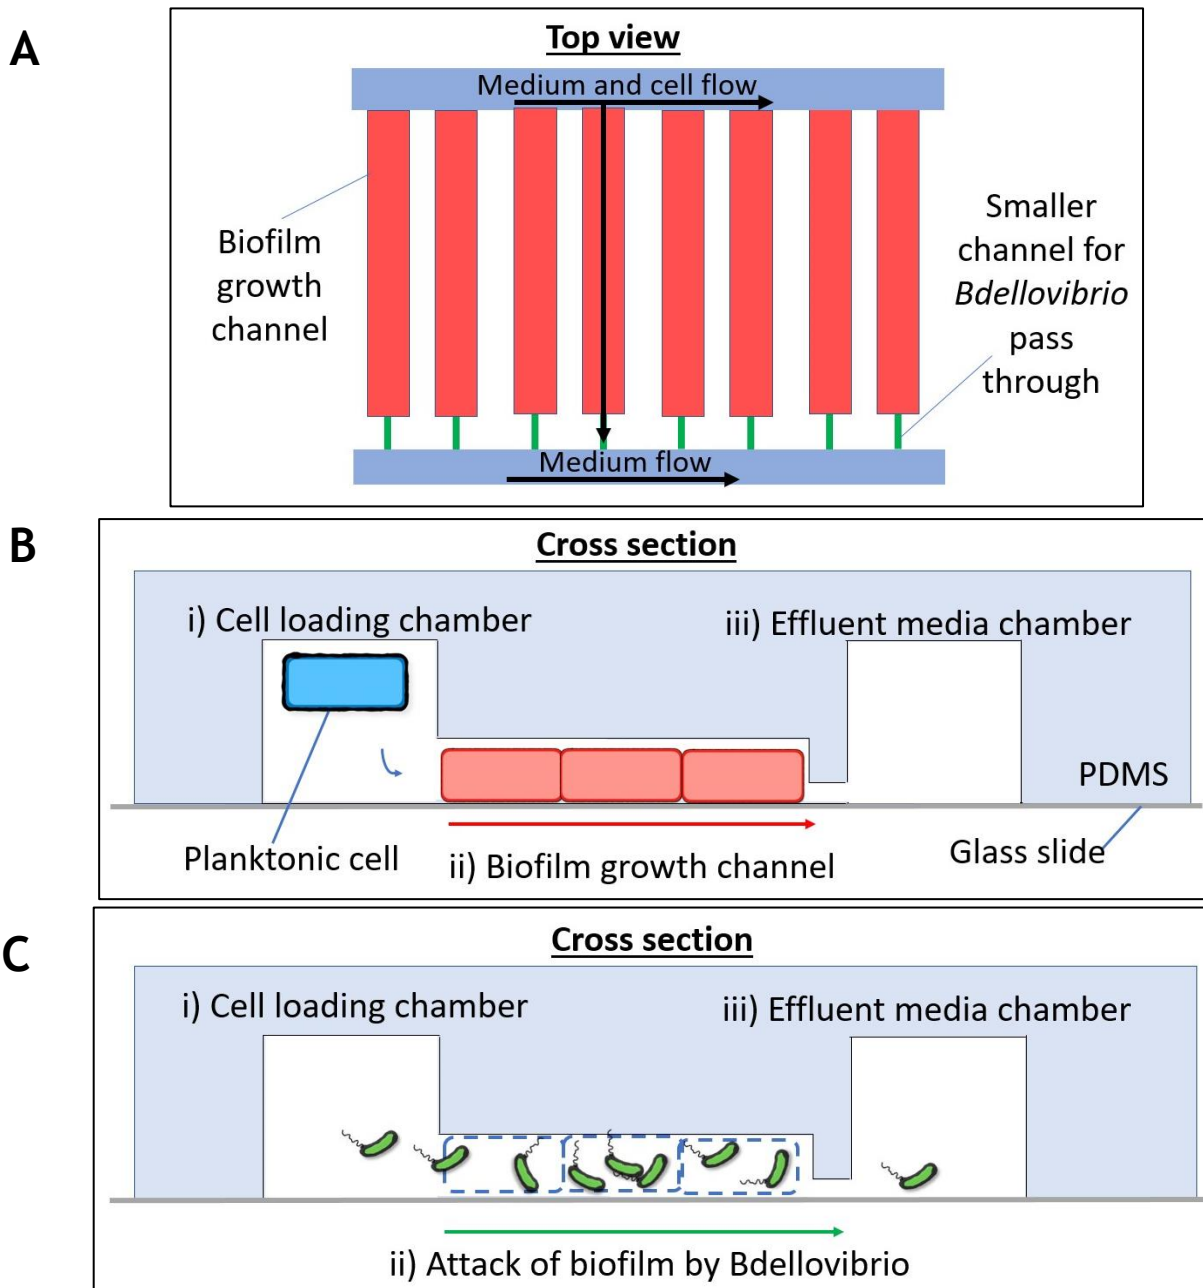 A
Top view
Medium and cell flow
Biofilm
growth
channel
Smaller
channel for
Bdellovibrio
pass
through
Medium flow
B
Cross section
i) Cell loading chamber
iii) Effluent media chamber
PDMS
Planktonic cell
ii) Biofilm growth channel
Glass slide
C
Cross section
i) Cell loading chamber
iii) Effluent media chamber
ii) Attack of biofilm by Bdellovibrio